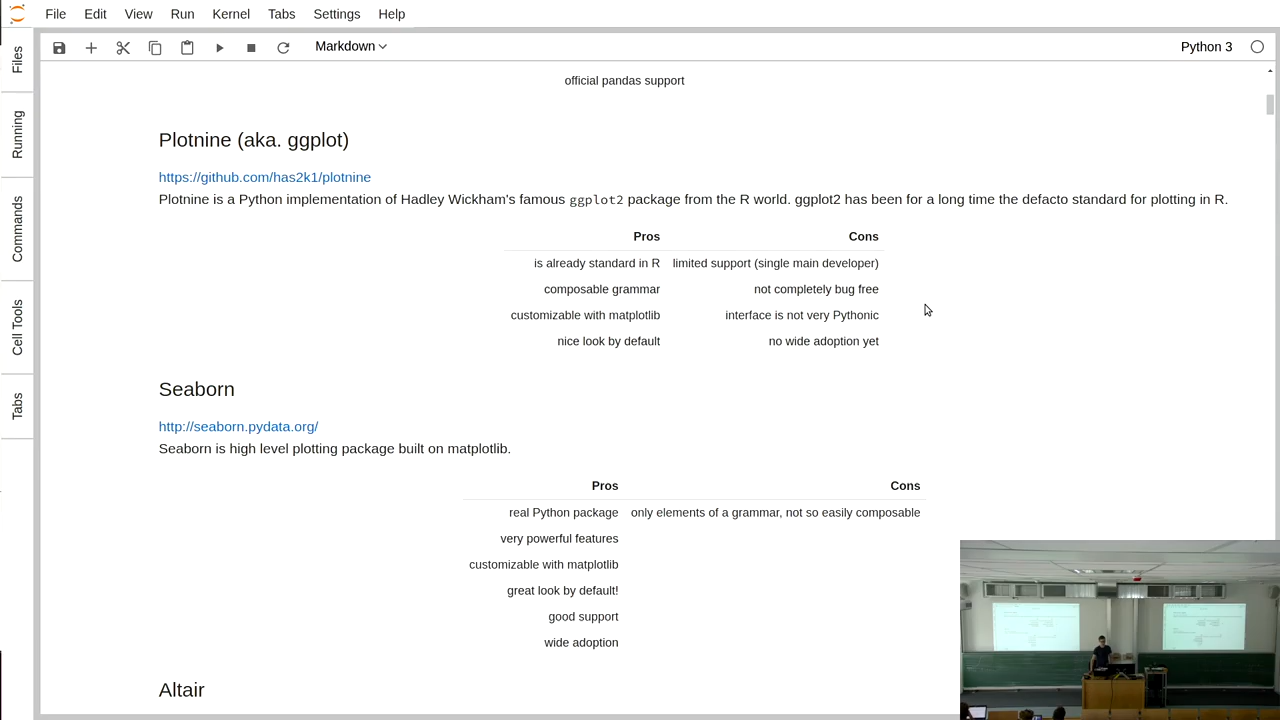 File Edit View Run Kernel Tabs Settings Help
Markdown
Python 3
Files
Running
Commands
Cell Tools
Tabs
official pandas support
Plotnine (aka. ggplot)
https://github.com/has2k1/plotnine
Plotnine is a Python implementation of Hadley Wickham's famous ggplot2 package from the R world. ggplot2 has been for a long time the defacto standard for plotting in R.
Pros Cons
is already standard in R limited support (single main developer)
composable grammar not completely bug free
customizable with matplotlib interface is not very Pythonic
nice look by default no wide adoption yet
Seaborn
http://seaborn.pydata.org/
Seaborn is high level plotting package built on matplotlib.
Pros Cons
real Python package only elements of a grammar, not so easily composable
very powerful features
customizable with matplotlib
great look by default!
good support
wide adoption
Altair